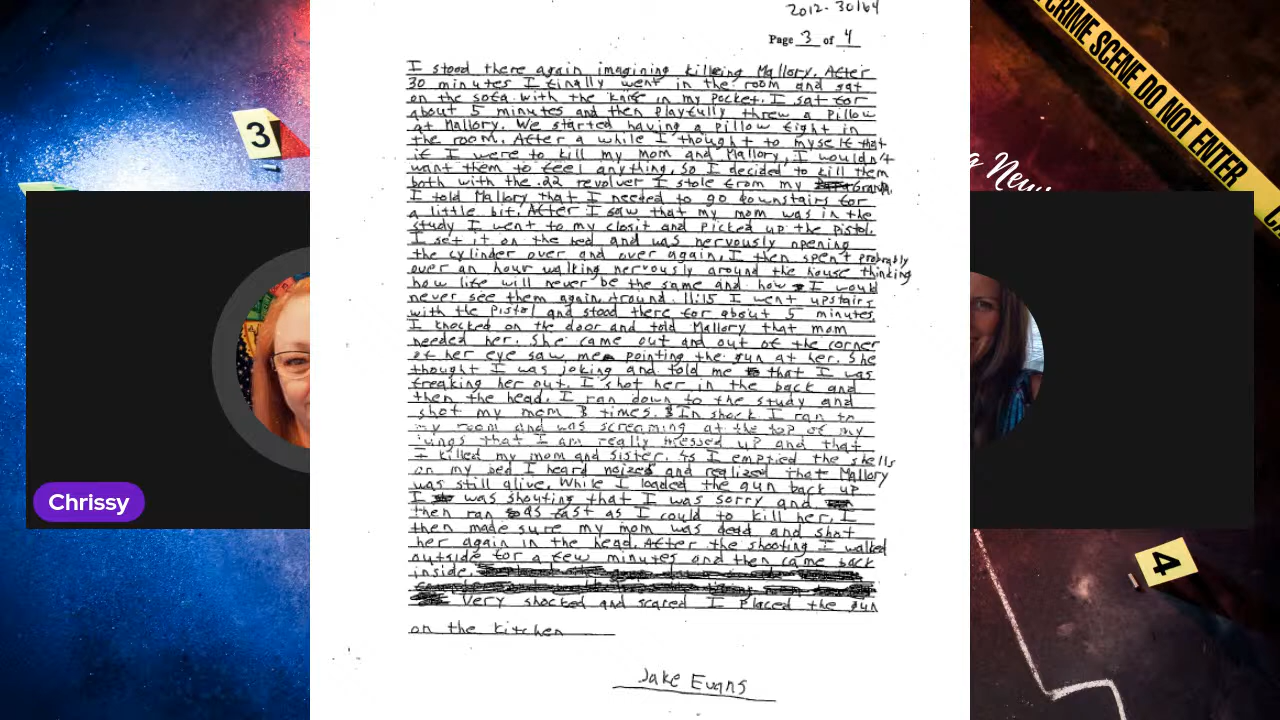 2012-30164
Page 3 of 4
I stood there again imagining killeing Mallory. After
30 minutes I finally went in the room and sat
on the sofa with the knife in my pocket. I sat for
about 5 minutes and then playfully threw a pillow
at Mallory. We started having a pillow fight in
the room. After a while I thought to myself that
if I were to kill my mom and Mallory, I wouldn't
want them to feel anything, so I decided to kill them
both with the .22 revolver I stole from my
I told Mallory that I needed to go downstairs for
a little bit. After I saw that my mom was in the
study I went to my closit and picked up the pistol.
I set it on the bed and was nervously opening
the cylinder over and over again. I then spent probably
over an hour walking nervously around the house thinking
how life will never be the same and how I would
never see them again. Around 11:15 I went upstairs
with the pistol and stood there for about 5 minutes.
I knocked on the door and told Mallory that mom
needed her. She came out and out of the corner
of her eye saw me pointing the gun at her. She
thought I was joking and told me that I was
freaking her out. I shot her in the back and
then the head. I ran down to the study and
shot my mom 3 times. In shock I ran to
my room and was screaming at the top of my
lungs that I am really messed up and that
I killed my mom and sister. As I emptied the shells
on my bed I heard noizes and realized that Mallory
was still alive. While I loaded the gun back up
I was shouting that I was sorry and
then ran as fast as I could to kill her. I
then made sure my mom was dead and shot
her again in the head. After the shooting I walked
outside for a few minutes and then came back
inside.
Very shocked and scared I placed the gun
on the kitchen
Jake Evans
Chrissy
3
4
CRIME SCENE DO NOT ENTER